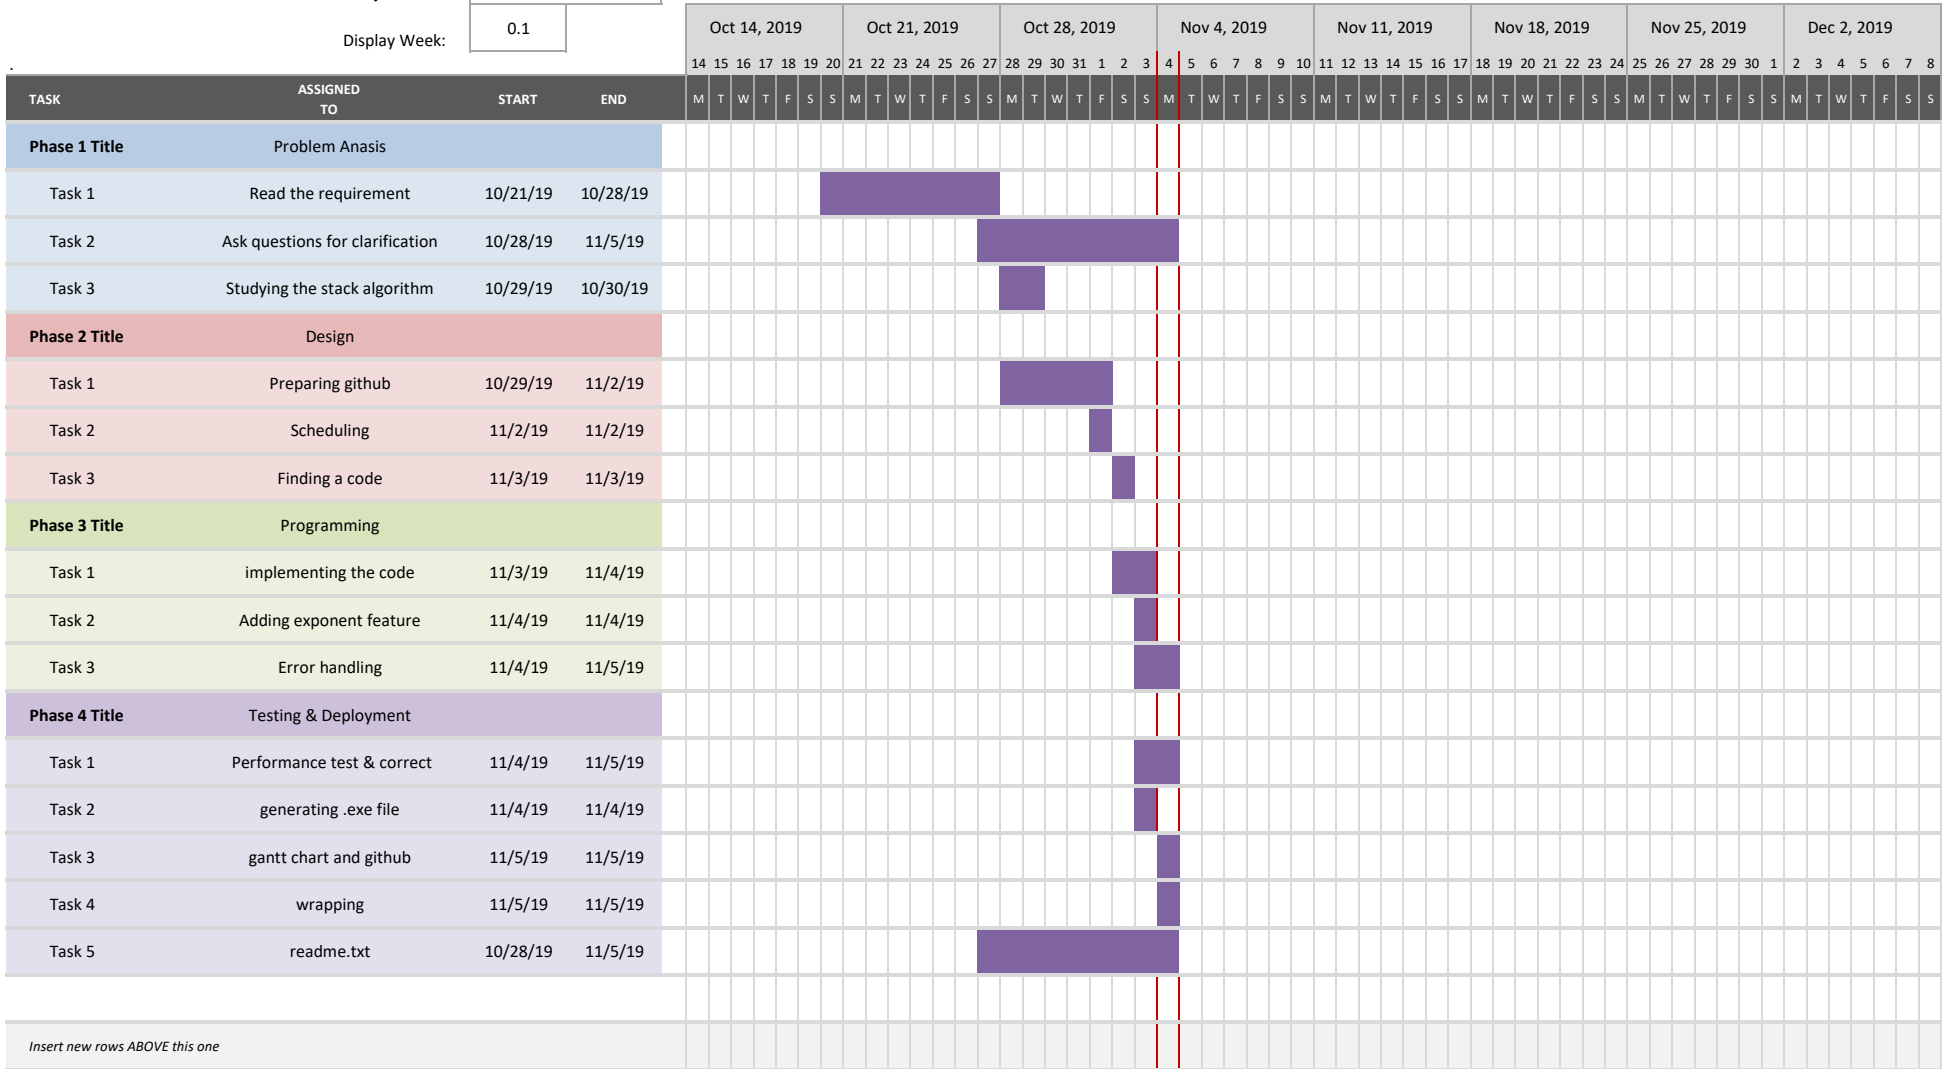 Display Week:
0.1
Oct 14, 2019 Oct 21, 2019 Oct 28, 2019 Nov 4, 2019 Nov 11, 2019 Nov 18, 2019 Nov 25, 2019 Dec 2, 2019
.
14 15 16 17 18 19 20 21 22 23 24 25 26 27 28 29 30 31 1 2 3 4 5 6 7 8 9 10 11 12 13 14 15 16 17 18 19 20 21 22 23 24 25 26 27 28 29 30 1 2 3 4 5 6 7 8
TASK ASSIGNED TO START END M T W T F S S M T W T F S S M T W T F S S M T W T F S S M T W T F S S M T W T F S S M T W T F S S M T W T F S S
Phase 1 Title Problem Anasis
Task 1 Read the requirement 10/21/19 10/28/19
Task 2 Ask questions for clarification 10/28/19 11/5/19
Task 3 Studying the stack algorithm 10/29/19 10/30/19
Phase 2 Title Design
Task 1 Preparing github 10/29/19 11/2/19
Task 2 Scheduling 11/2/19 11/2/19
Task 3 Finding a code 11/3/19 11/3/19
Phase 3 Title Programming
Task 1 implementing the code 11/3/19 11/4/19
Task 2 Adding exponent feature 11/4/19 11/4/19
Task 3 Error handling 11/4/19 11/5/19
Phase 4 Title Testing & Deployment
Task 1 Performance test & correct 11/4/19 11/5/19
Task 2 generating .exe file 11/4/19 11/4/19
Task 3 gantt chart and github 11/5/19 11/5/19
Task 4 wrapping 11/5/19 11/5/19
Task 5 readme.txt 10/28/19 11/5/19
Insert new rows ABOVE this one